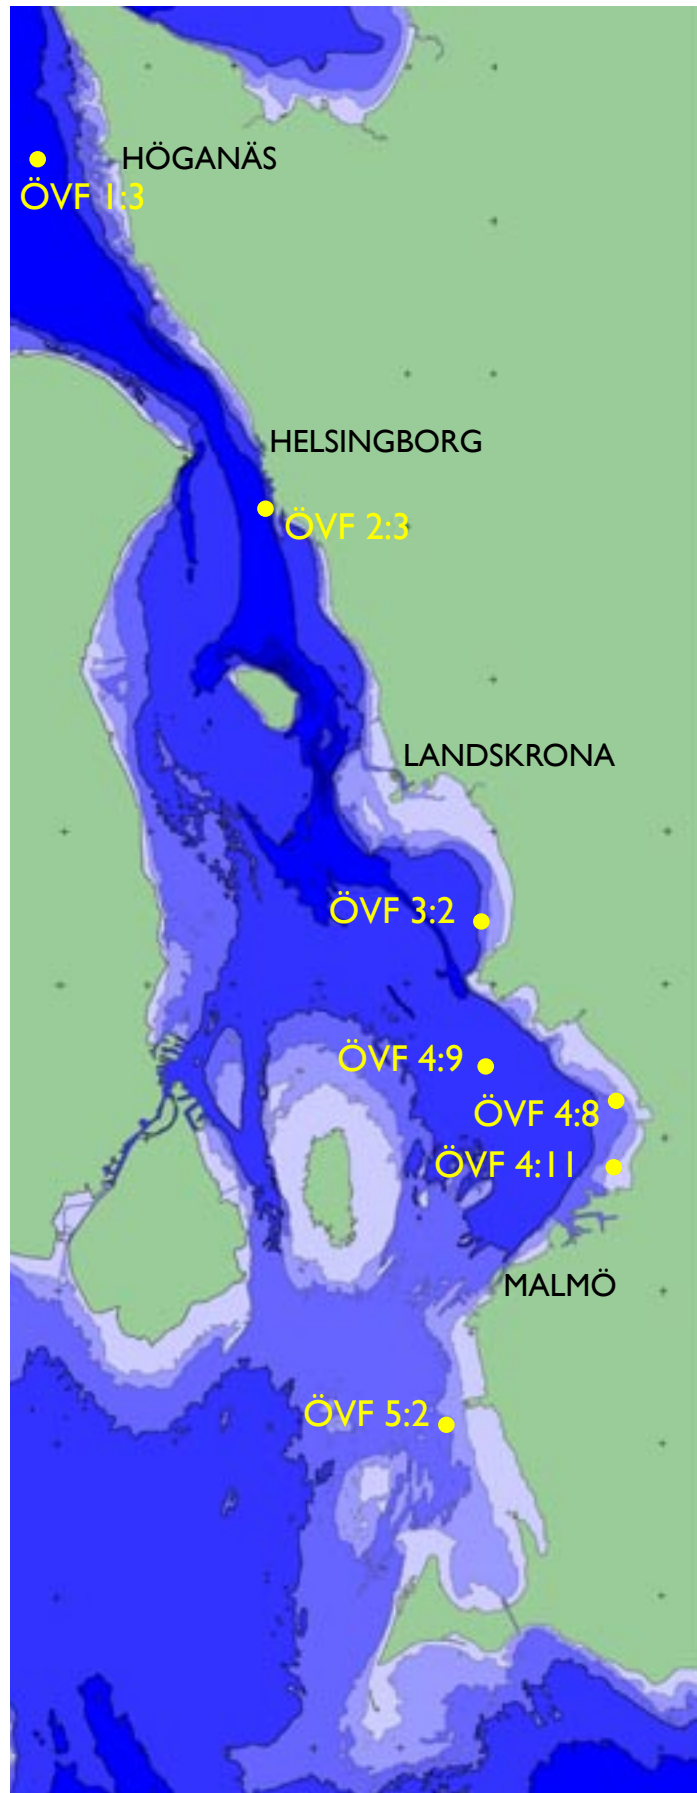 HÖGANÄS
ÖVF 1:3
HELSINGBORG
ÖVF 2:3
LANDSKRONA
ÖVF 3:2
ÖVF 4:9
ÖVF 4:8
ÖVF 4:11
MALMÖ
ÖVF 5:2